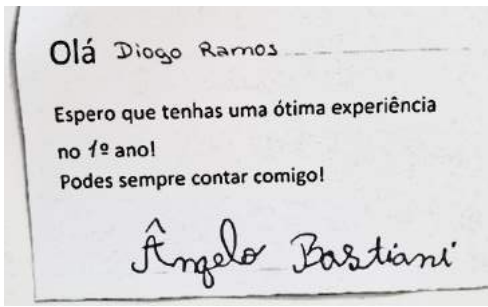 Olá Diogo Ramos
Espero que tenhas uma ótima experiência
no 1º ano!
Podes sempre contar comigo!
Ângelo Bastiani